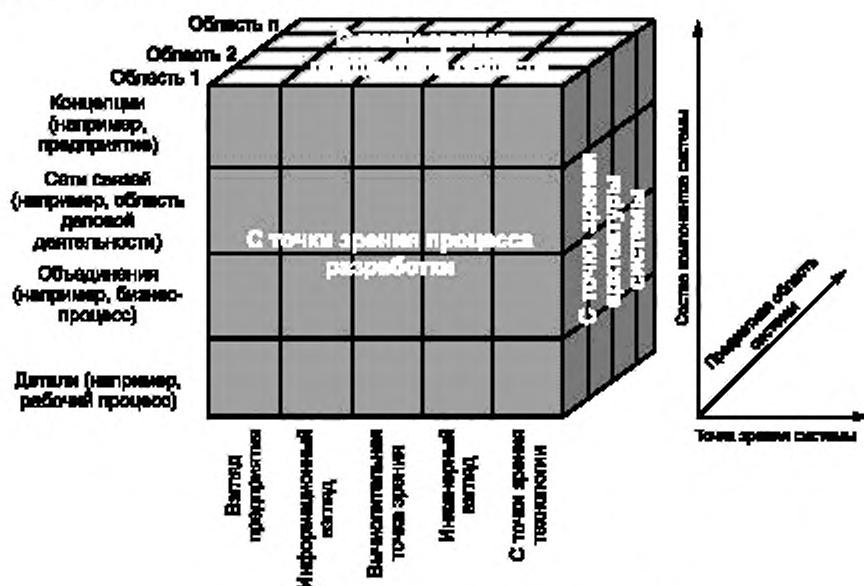 Область n
Область 2
Область 1
Концепции
(например,
предприятие)
Сети связей
(например, область
деловой
деятельности)
Объединения
(например, бизнес-
процесс)
Детали (например,
рабочий процесс)
С точки зрения процесса
разработки
С точки зрения
архитектуры
системы
Взгляд
предприятия
Информационный
взгляд
Вычислительная
точка зрения
Инженерный
взгляд
С точки зрения
технологии
Состав компонентов системы
Предметная область
системы
Точка зрения системы